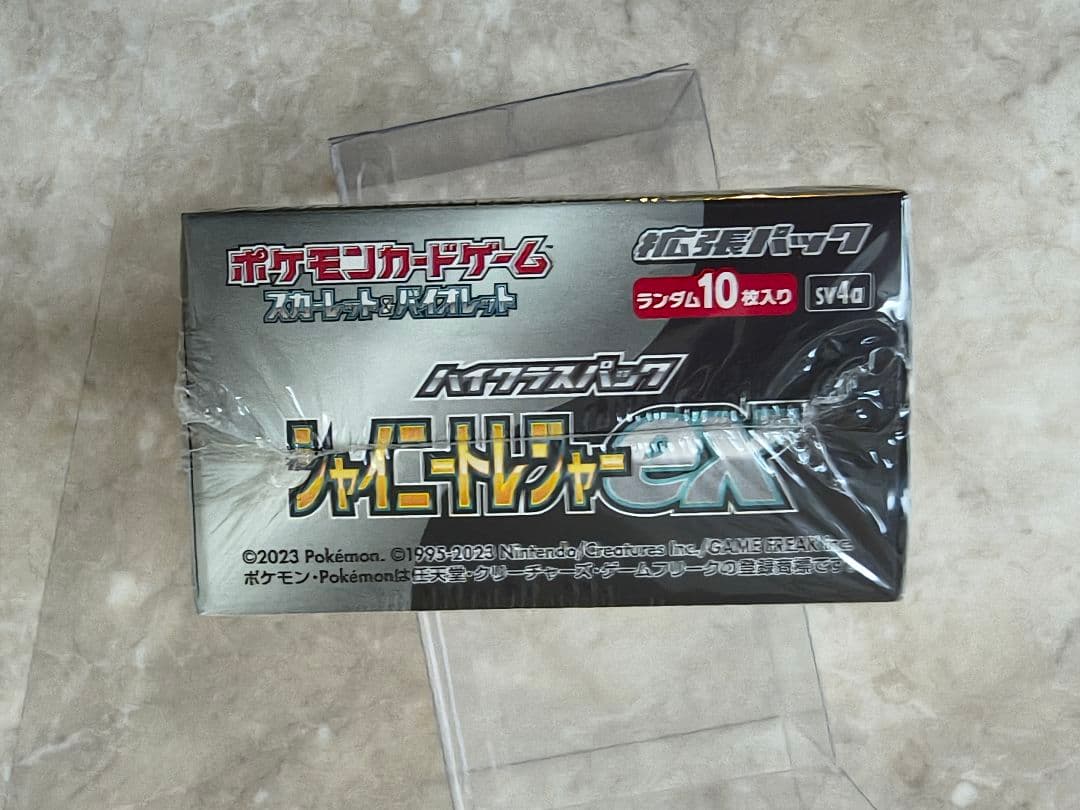 ポケモンカードゲーム
スカーレット&バイオレット
拡張パック
ランダム10枚入り
sv4a
ハイクラスパック
シャイニートレジャーex
©2023 Pokémon. ©1995-2023 Nintendo/Creatures Inc./GAME FREAK inc.
ポケモン・Pokémonは任天堂・クリーチャーズ・ゲームフリークの登録商標です。